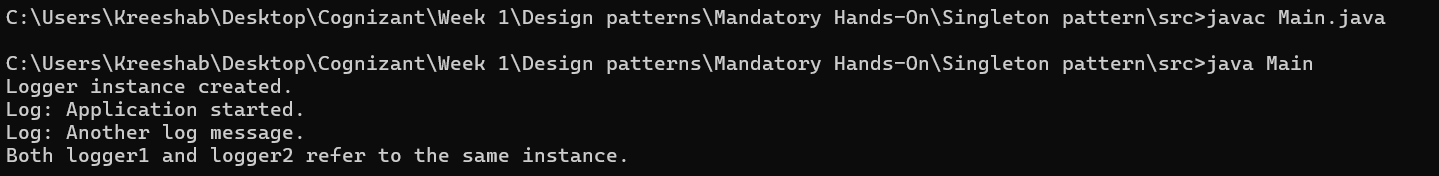 C:\Users\Kreeshab\Desktop\Cognizant\Week 1\Design patterns\Mandatory Hands-On\Singleton pattern\src>javac Main.java
C:\Users\Kreeshab\Desktop\Cognizant\Week 1\Design patterns\Mandatory Hands-On\Singleton pattern\src>java Main
Logger instance created.
Log: Application started.
Log: Another log message.
Both logger1 and logger2 refer to the same instance.